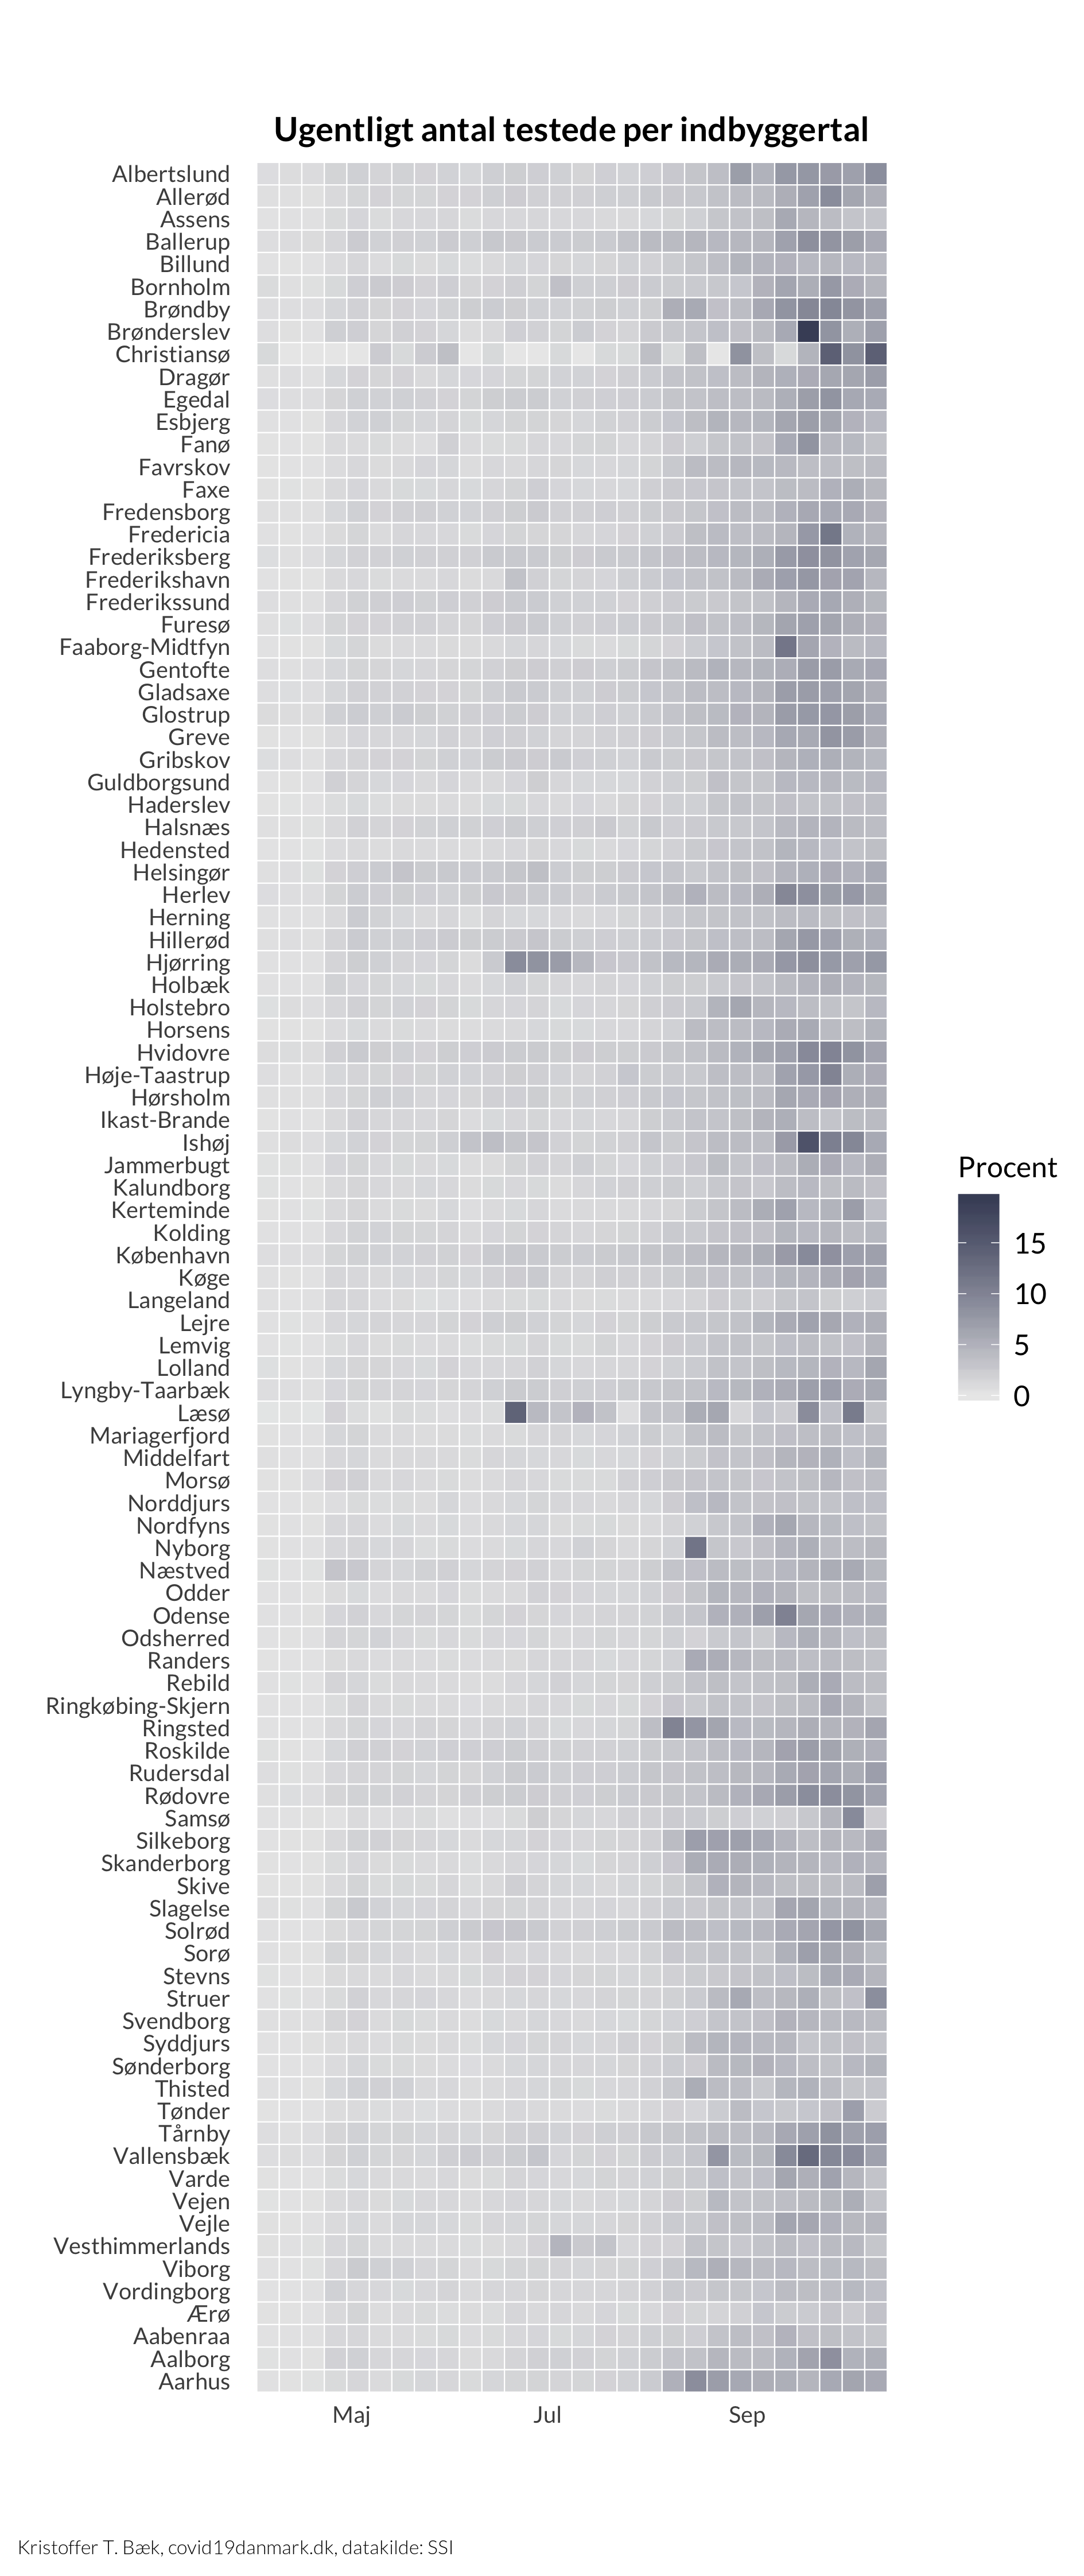 Ugentligt antal testede per indbyggertal
Albertslund
Allerød
Assens
Ballerup
Billund
Bornholm
Brøndby
Brønderslev
Christiansø
Dragør
Egedal
Esbjerg
Fanø
Favrskov
Faxe
Fredensborg
Fredericia
Frederiksberg
Frederikshavn
Frederikssund
Furesø
Faaborg-Midtfyn
Gentofte
Gladsaxe
Glostrup
Greve
Gribskov
Guldborgsund
Haderslev
Halsnæs
Hedensted
Helsingør
Herlev
Herning
Hillerød
Hjørring
Holbæk
Holstebro
Horsens
Hvidovre
Høje-Taastrup
Hørsholm
Ikast-Brande
Ishøj
Jammerbugt
Kalundborg
Kerteminde
Kolding
København
Køge
Langeland
Lejre
Lemvig
Lolland
Lyngby-Taarbæk
Læsø
Mariagerfjord
Middelfart
Morsø
Norddjurs
Nordfyns
Nyborg
Næstved
Odder
Odense
Odsherred
Randers
Rebild
Ringkøbing-Skjern
Ringsted
Roskilde
Rudersdal
Rødovre
Samsø
Silkeborg
Skanderborg
Skive
Slagelse
Solrød
Sorø
Stevns
Struer
Svendborg
Syddjurs
Sønderborg
Thisted
Tønder
Tårnby
Vallensbæk
Varde
Vejen
Vejle
Vesthimmerlands
Viborg
Vordingborg
Ærø
Aabenraa
Aalborg
Aarhus
Maj Jul Sep
Procent
15
10
5
0
Kristoffer T. Bæk, covid19danmark.dk, datakilde: SSI